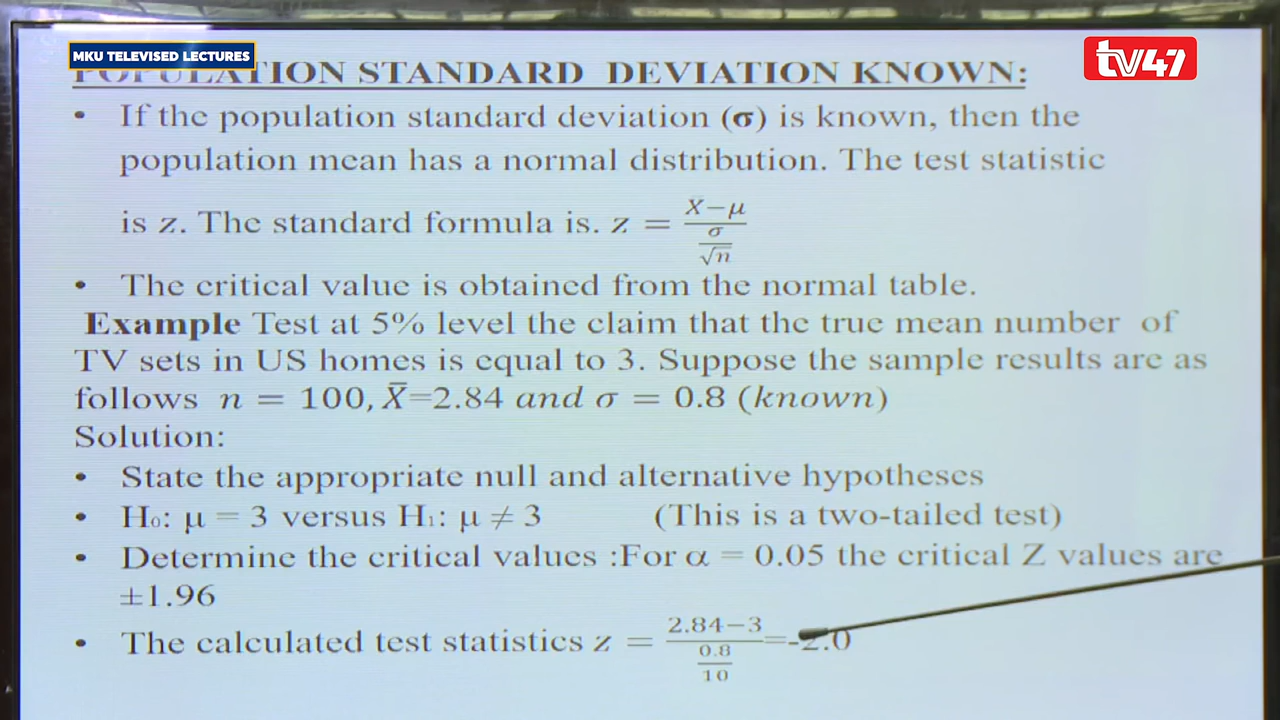 MKU TELEVISED LECTURES
tv47
POPULATION STANDARD DEVIATION KNOWN:
• If the population standard deviation (σ) is known, then the
population mean has a normal distribution. The test statistic
is z. The standard formula is. z = (X̄−μ)/(σ/√n)
• The critical value is obtained from the normal table.
Example Test at 5% level the claim that the true mean number of
TV sets in US homes is equal to 3. Suppose the sample results are as
follows n = 100, X̄=2.84 and σ = 0.8 (known)
Solution:
• State the appropriate null and alternative hypotheses
• H₀: μ = 3 versus H₁: μ ≠ 3 (This is a two-tailed test)
• Determine the critical values :For α = 0.05 the critical Z values are
±1.96
• The calculated test statistics z = (2.84−3)/(0.8/10)=-2.0